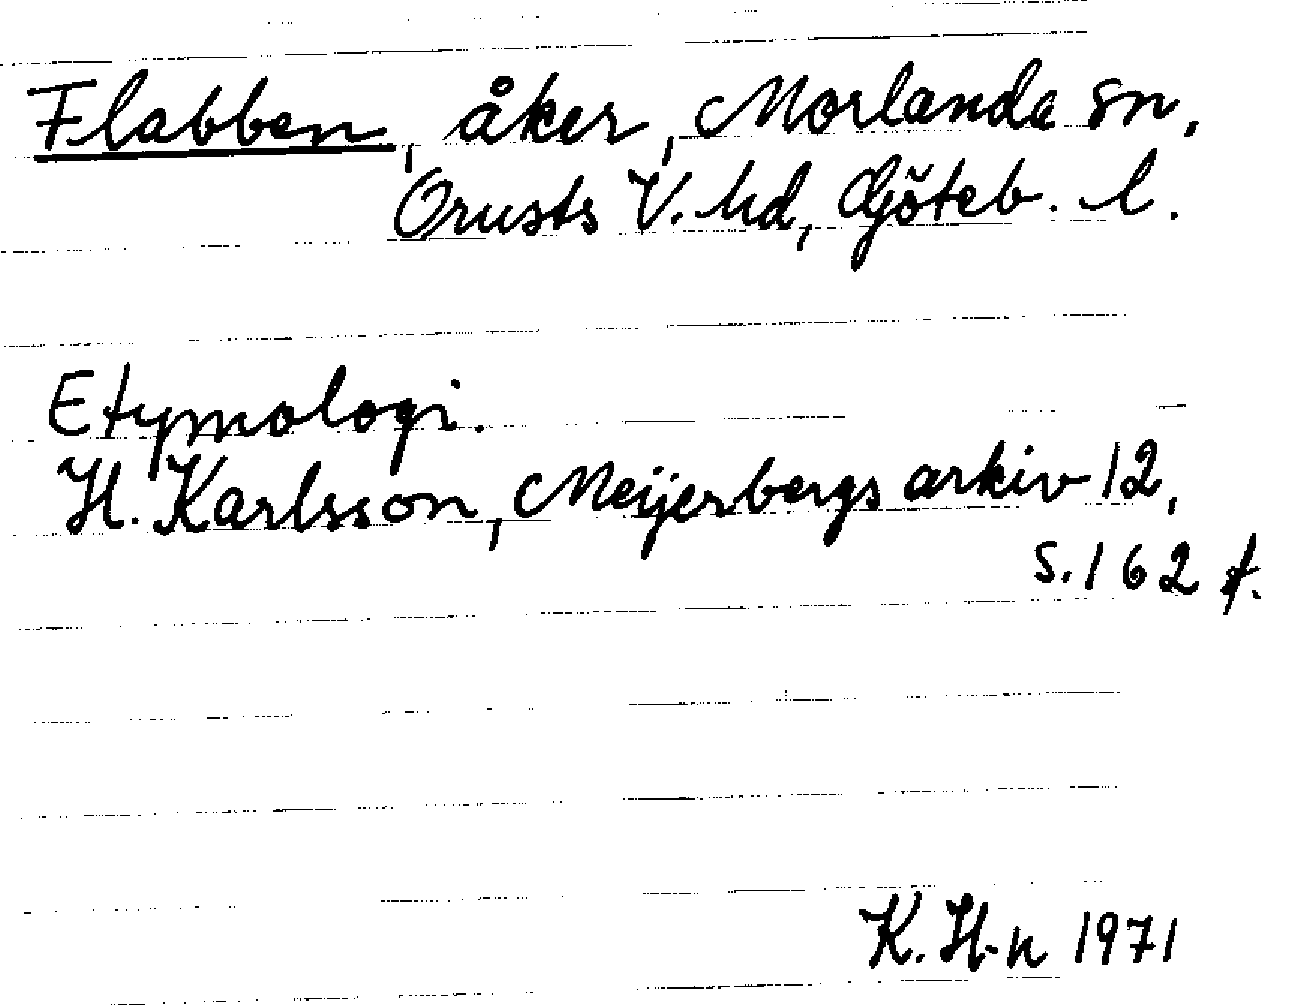 Flabben, åker, Morlanda sn,
Orusts V. hd, Göteb. l.
Etymologi.
H. Karlsson, Meijerbergs arkiv 12,
s. 162 f.
K. H-n 1971